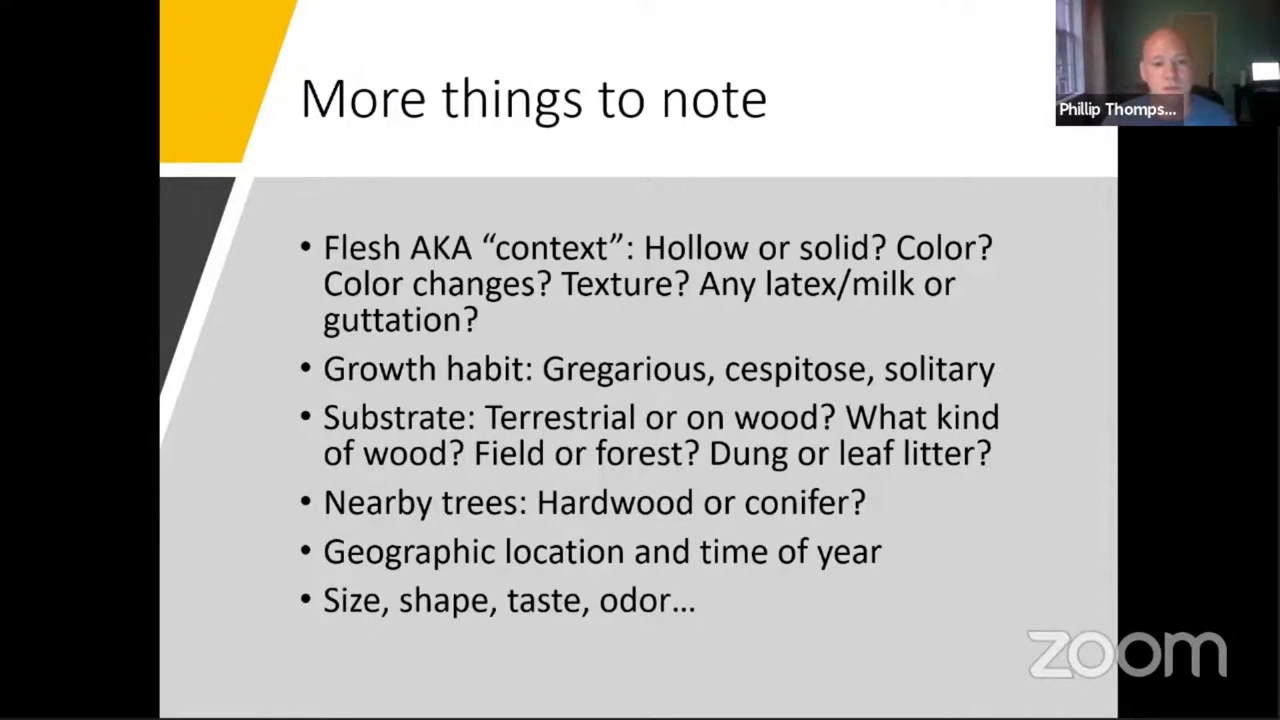 More things to note
Phillip Thomps...
• Flesh AKA “context”: Hollow or solid? Color?
Color changes? Texture? Any latex/milk or
guttation?
• Growth habit: Gregarious, cespitose, solitary
• Substrate: Terrestrial or on wood? What kind
of wood? Field or forest? Dung or leaf litter?
• Nearby trees: Hardwood or conifer?
• Geographic location and time of year
• Size, shape, taste, odor...
zoom